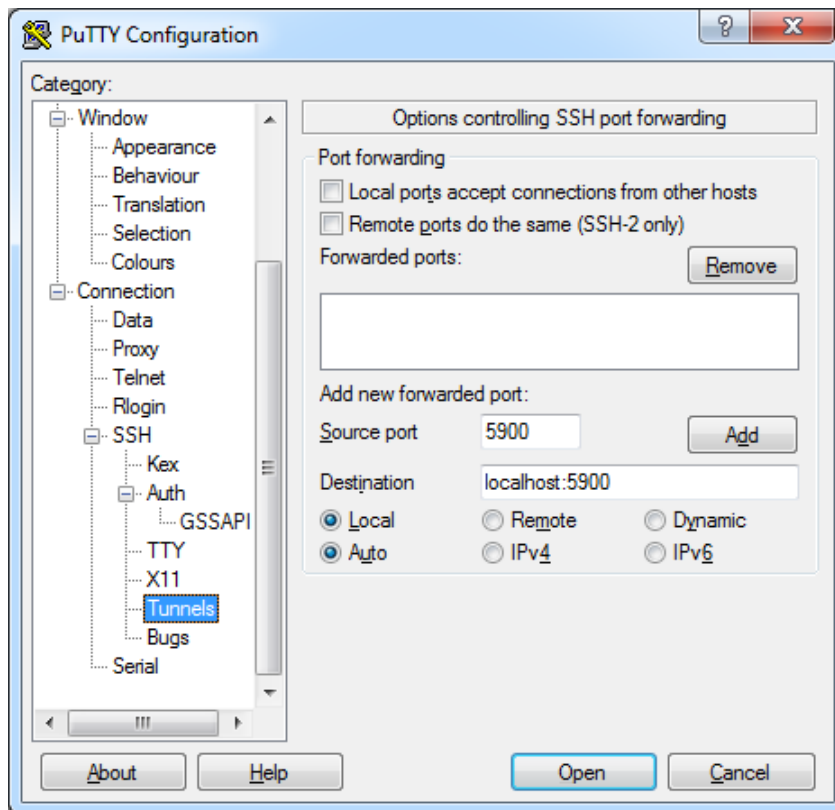 PuTTY Configuration
?
X
Category:
Window
Appearance
Behaviour
Translation
Selection
Colours
Connection
Data
Proxy
Telnet
Rlogin
SSH
Kex
Auth
GSSAPI
TTY
X11
Tunnels
Bugs
Serial
Options controlling SSH port forwarding
Port forwarding
Local ports accept connections from other hosts
Remote ports do the same (SSH-2 only)
Forwarded ports:
Remove
Add new forwarded port:
Source port 5900 Add
Destination localhost:5900
Local Remote Dynamic
Auto IPv4 IPv6
About Help Open Cancel